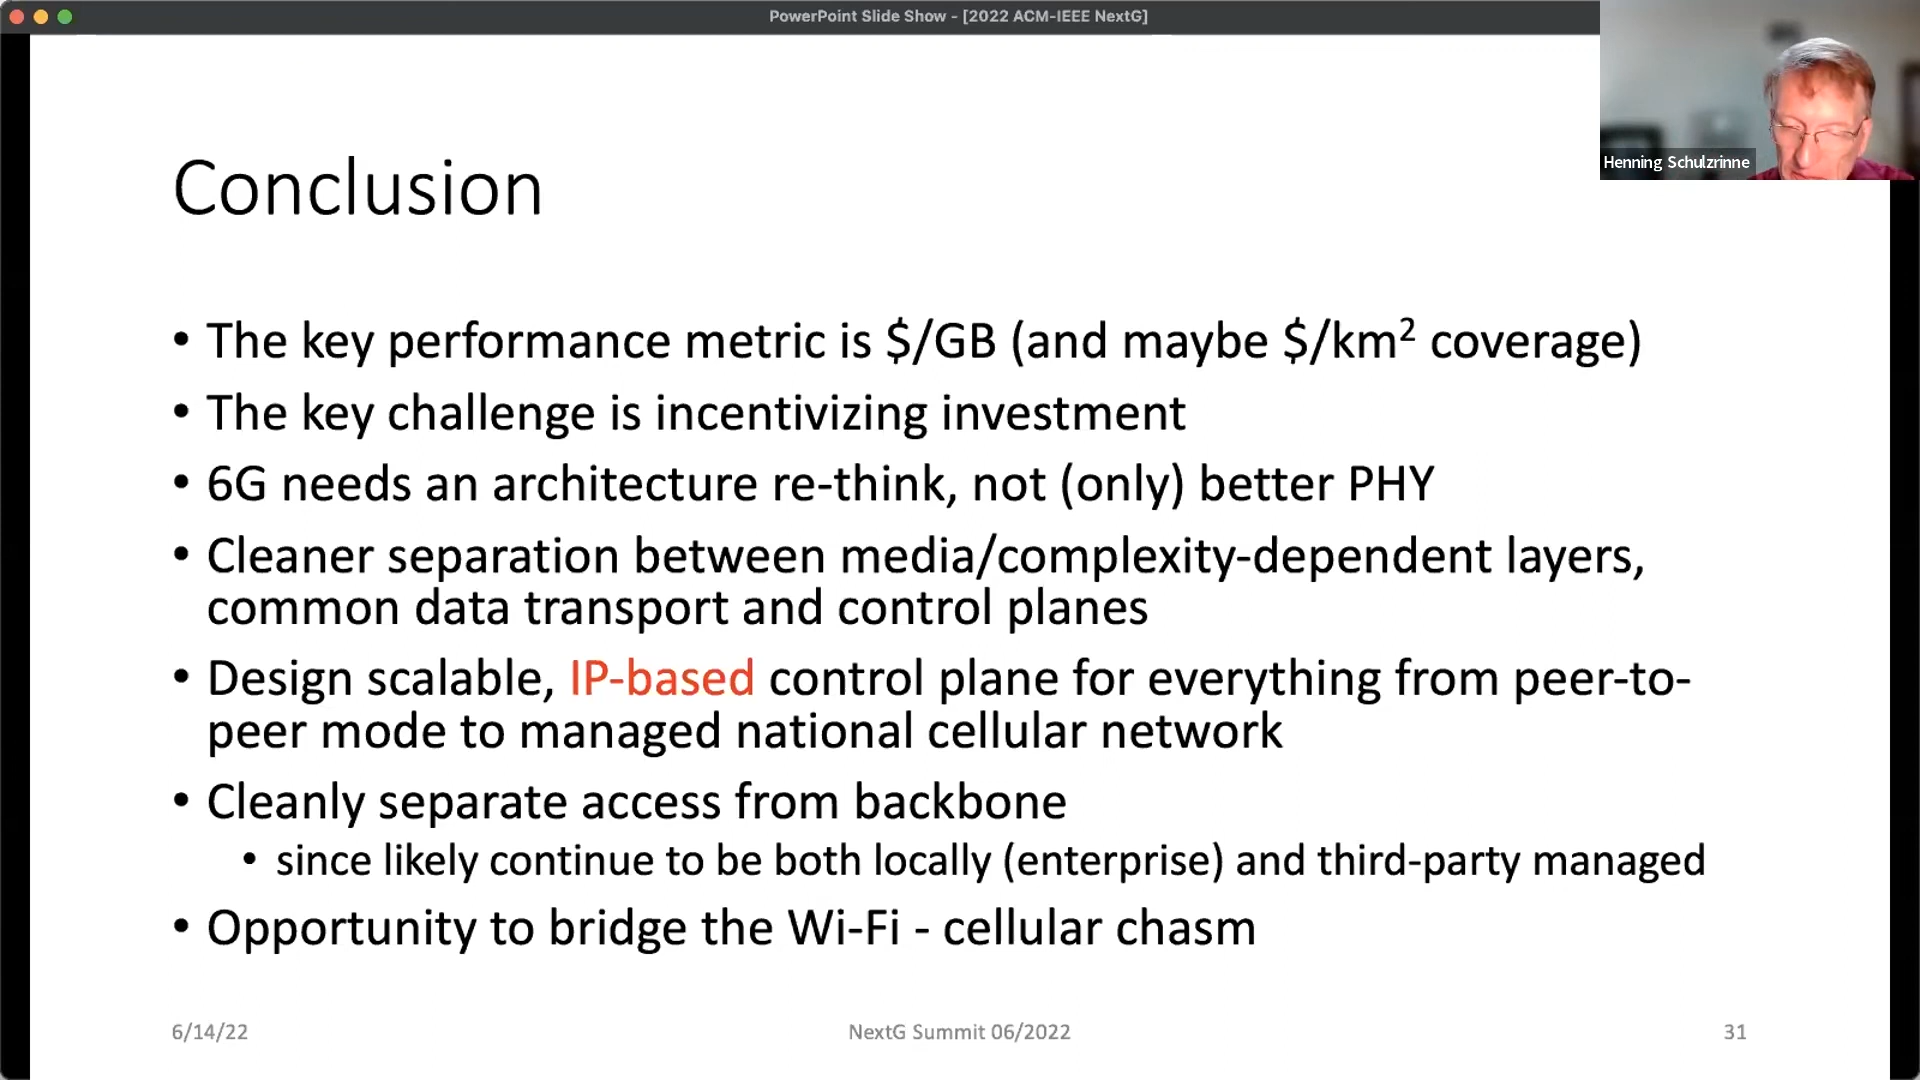 PowerPoint Slide Show - [2022 ACM-IEEE NextG]
Henning Schulzrinne
Conclusion
• The key performance metric is $/GB (and maybe $/km² coverage)
• The key challenge is incentivizing investment
• 6G needs an architecture re-think, not (only) better PHY
• Cleaner separation between media/complexity-dependent layers,
common data transport and control planes
• Design scalable, IP-based control plane for everything from peer-to-
peer mode to managed national cellular network
• Cleanly separate access from backbone
• since likely continue to be both locally (enterprise) and third-party managed
• Opportunity to bridge the Wi-Fi - cellular chasm
6/14/22
NextG Summit 06/2022
31